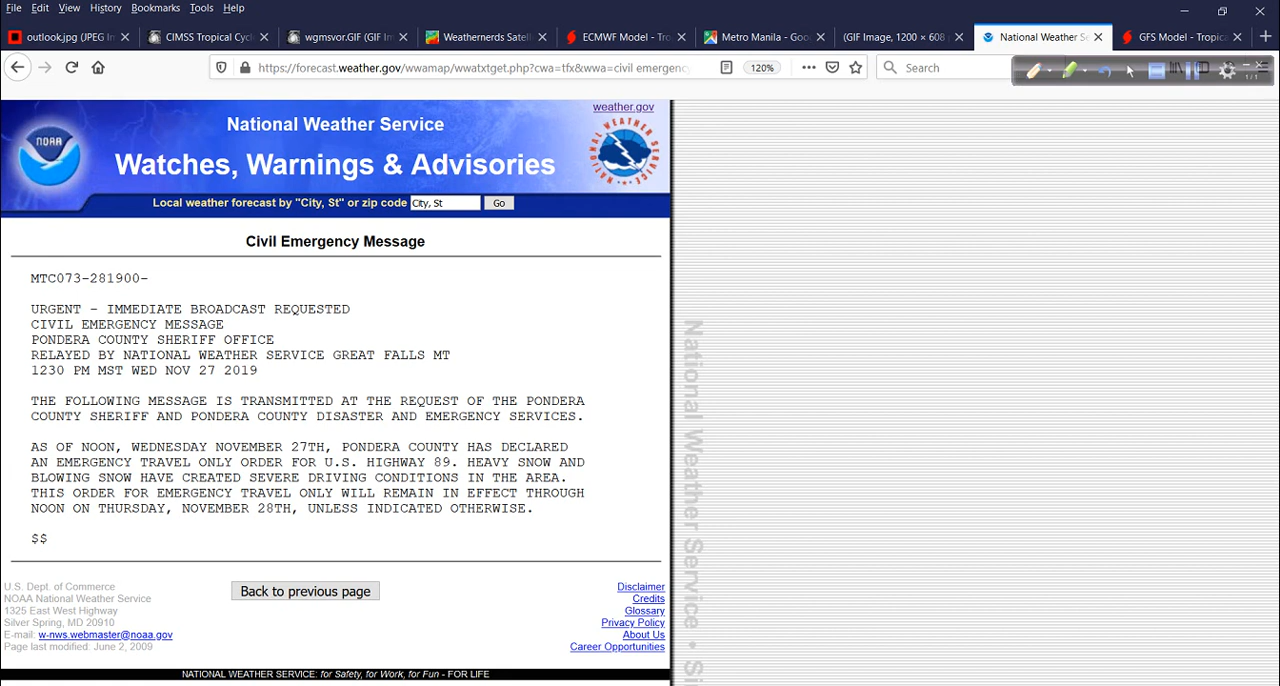 File Edit View History Bookmarks Tools Help
outlook.jpg (JPEG Im
CIMSS Tropical Cycl
wgmsvor.GIF (GIF Im
Weathernerds Satell
ECMWF Model - Tro
Metro Manila - Goo
(GIF Image, 1200 × 608
National Weather Se
GFS Model - Tropica
https://forecast.weather.gov/wwamap/wwatxtget.php?cwa=tfx&wwa=civil emergency
120%
Search
1/1
weather.gov
NOAA
NATIONAL WEATHER SERVICE
National Weather Service
Watches, Warnings & Advisories
Local weather forecast by "City, St" or zip code City, St Go
Civil Emergency Message
MTC073-281900-
URGENT - IMMEDIATE BROADCAST REQUESTED
CIVIL EMERGENCY MESSAGE
PONDERA COUNTY SHERIFF OFFICE
RELAYED BY NATIONAL WEATHER SERVICE GREAT FALLS MT
1230 PM MST WED NOV 27 2019
THE FOLLOWING MESSAGE IS TRANSMITTED AT THE REQUEST OF THE PONDERA
COUNTY SHERIFF AND PONDERA COUNTY DISASTER AND EMERGENCY SERVICES.
AS OF NOON, WEDNESDAY NOVEMBER 27TH, PONDERA COUNTY HAS DECLARED
AN EMERGENCY TRAVEL ONLY ORDER FOR U.S. HIGHWAY 89. HEAVY SNOW AND
BLOWING SNOW HAVE CREATED SEVERE DRIVING CONDITIONS IN THE AREA.
THIS ORDER FOR EMERGENCY TRAVEL ONLY WILL REMAIN IN EFFECT THROUGH
NOON ON THURSDAY, NOVEMBER 28TH, UNLESS INDICATED OTHERWISE.
$$
U.S. Dept. of Commerce
NOAA National Weather Service
1325 East West Highway
Silver Spring, MD 20910
E-mail: w-nws.webmaster@noaa.gov
Page last modified: June 2, 2009
Back to previous page
Disclaimer
Credits
Glossary
Privacy Policy
About Us
Career Opportunities
NATIONAL WEATHER SERVICE: for Safety, for Work, for Fun - FOR LIFE
National Weather Service • Si